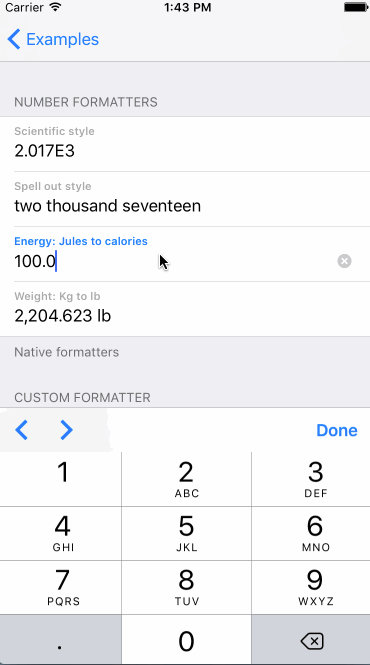 Carrier 1:43 PM
Examples
NUMBER FORMATTERS
Scientific style
2.017E3
Spell out style
two thousand seventeen
Energy: Jules to calories
100.0
Weight: Kg to lb
2,204.623 lb
Native formatters
CUSTOM FORMATTER
Done
1 2 3
ABC DEF
4 5 6
GHI JKL MNO
7 8 9
PQRS TUV WXYZ
. 0